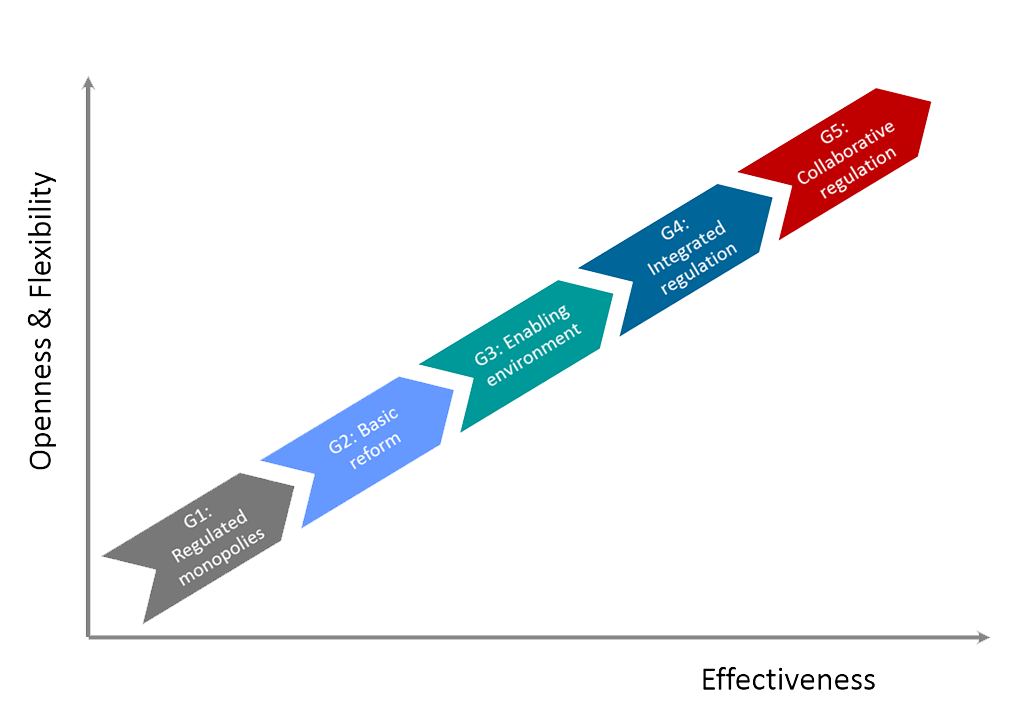 G5:
Collaborative
regulation
G4:
Integrated
regulation
G3: Enabling
environment
G2: Basic
reform
G1:
Regulated
monopolies
Openness & Flexibility
Effectiveness